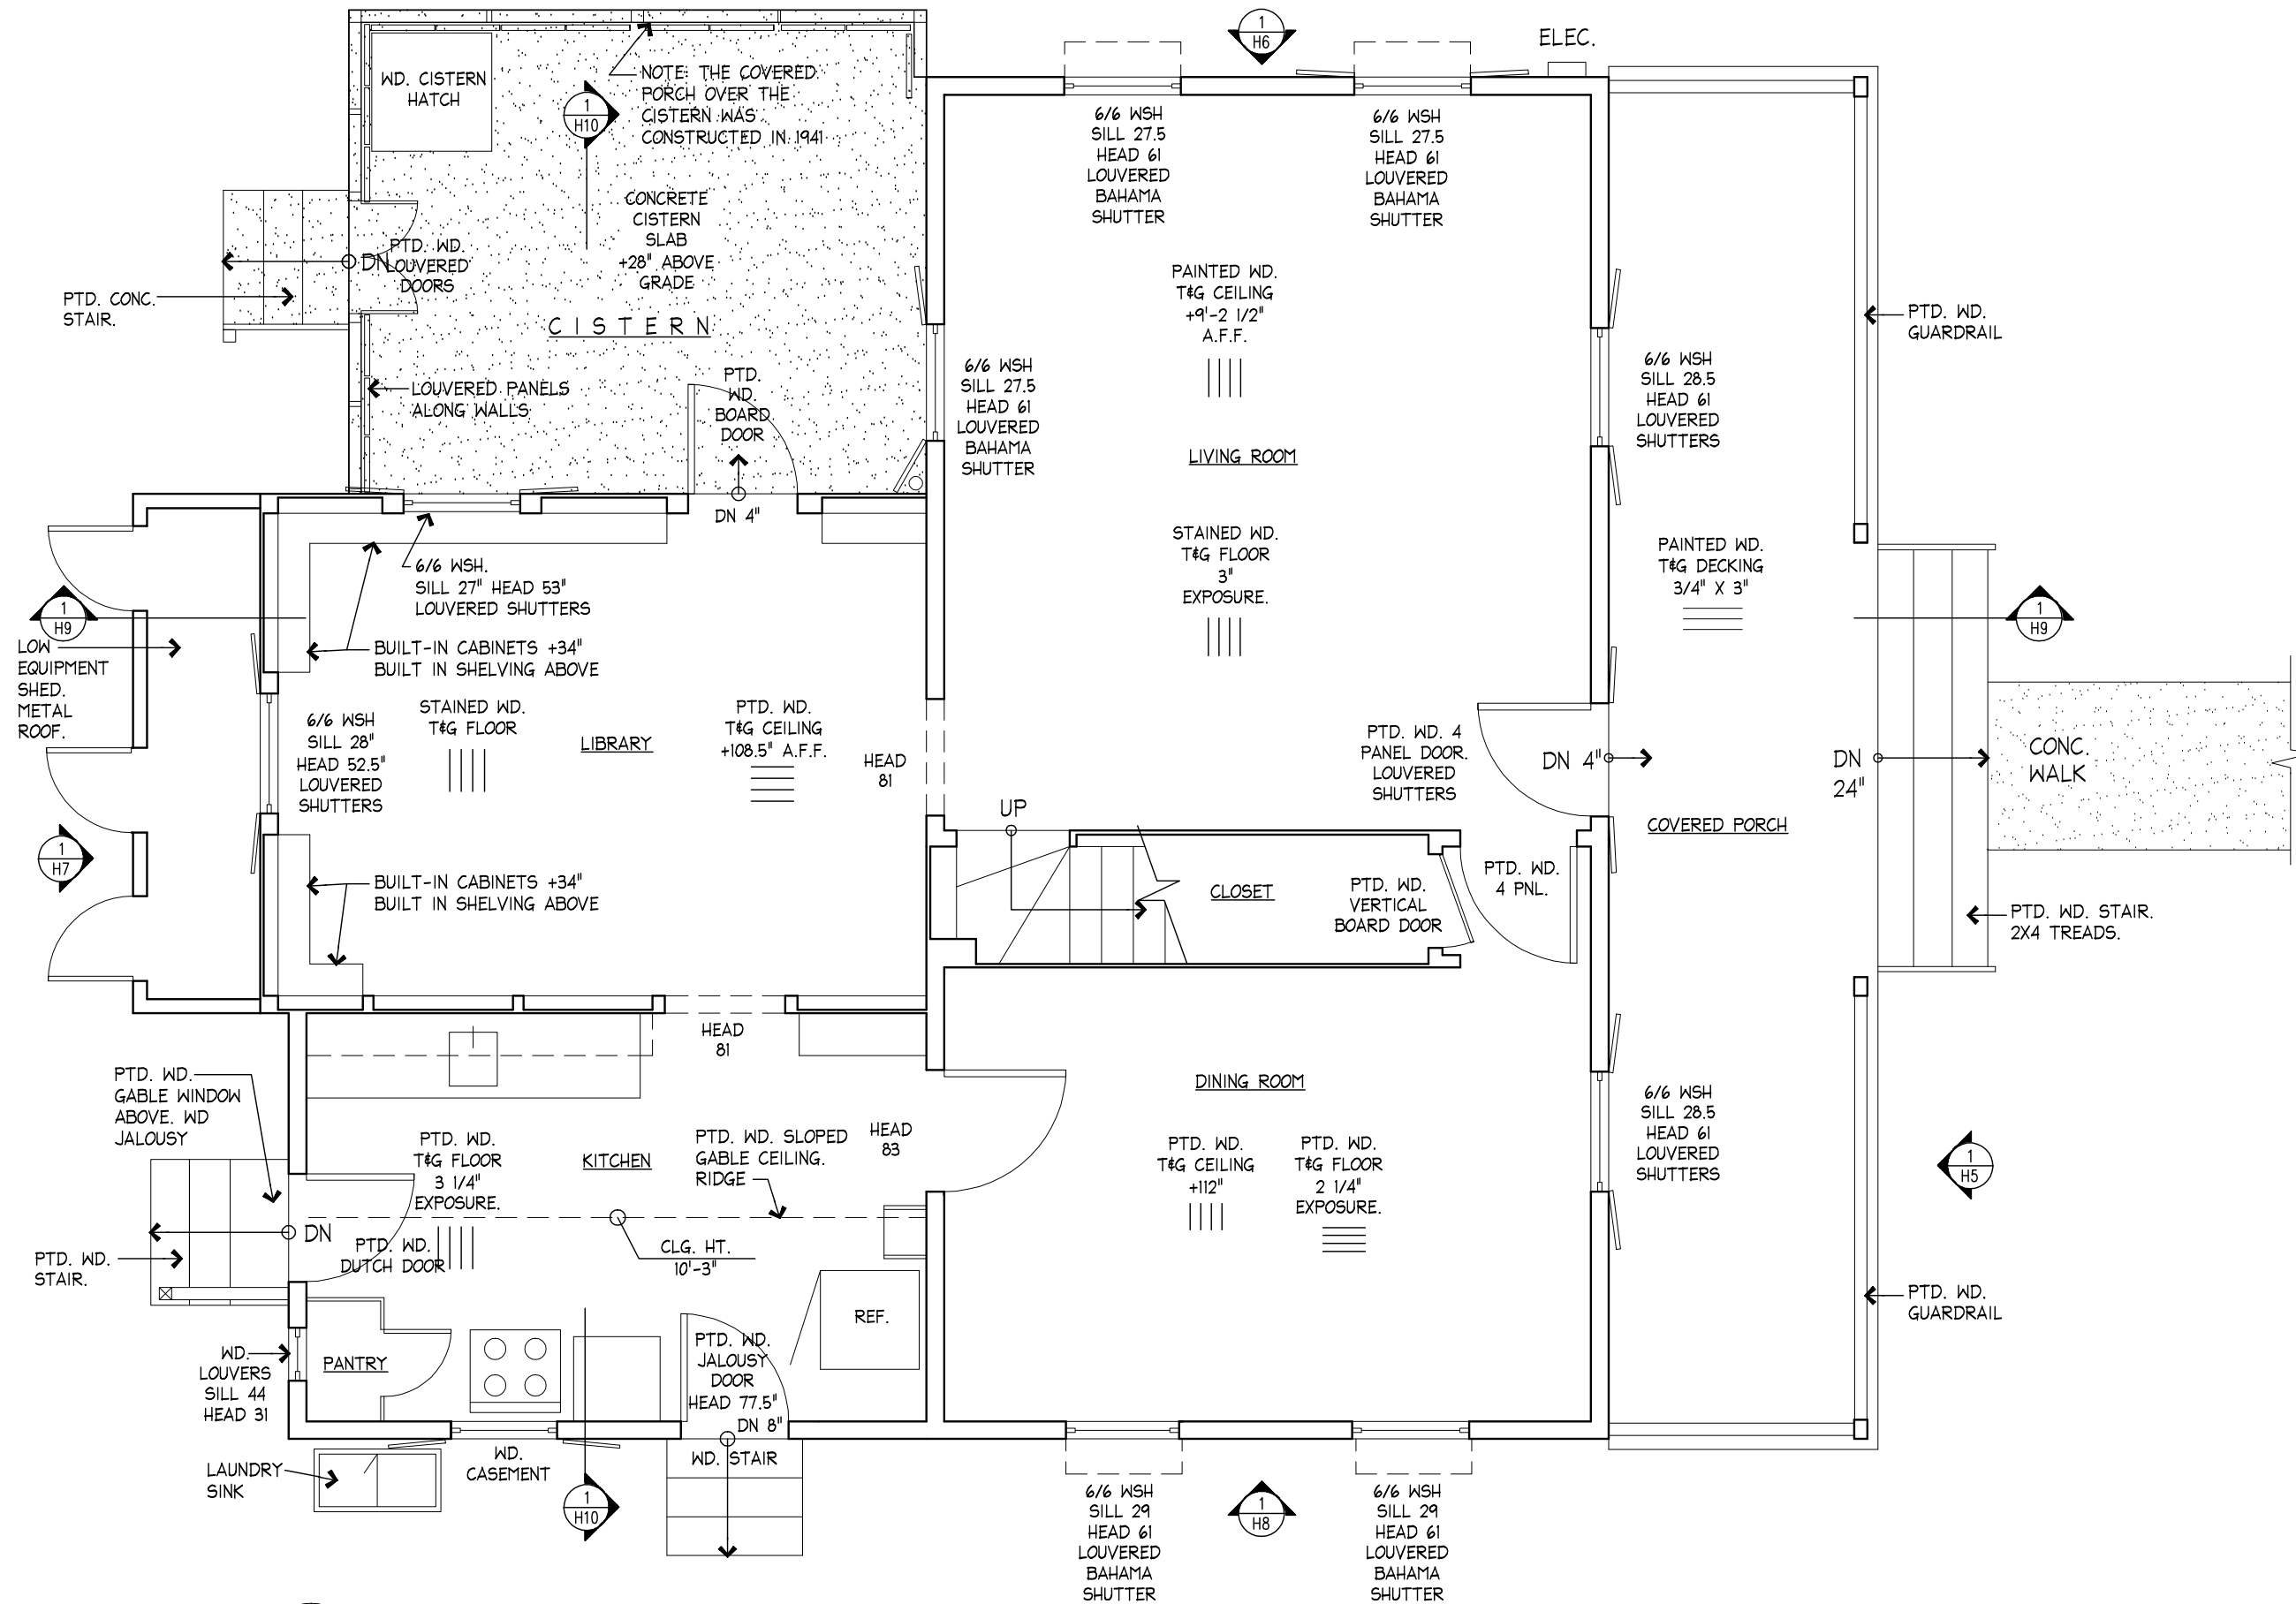 1
H6
ELEC.
WD. CISTERN
HATCH
NOTE: THE COVERED
PORCH OVER THE
CISTERN WAS
CONSTRUCTED IN 1941
1
H10
6/6 WSH
SILL 27.5
HEAD 61
LOUVERED
BAHAMA
SHUTTER
6/6 WSH
SILL 27.5
HEAD 61
LOUVERED
BAHAMA
SHUTTER
CONCRETE
CISTERN
SLAB
+28" ABOVE
GRADE
PTD. WD.
LOUVERED
DOORS
DN
PTD. CONC.
STAIR.
CISTERN
PAINTED WD.
T&G CEILING
+9'-2 1/2"
A.F.F.
PTD. WD.
GUARDRAIL
LOUVERED PANELS
ALONG WALLS
PTD.
WD.
BOARD
DOOR
6/6 WSH
SILL 27.5
HEAD 61
LOUVERED
BAHAMA
SHUTTER
6/6 WSH
SILL 28.5
HEAD 61
LOUVERED
SHUTTERS
LIVING ROOM
DN 4"
STAINED WD.
T&G FLOOR
3"
EXPOSURE.
PAINTED WD.
T&G DECKING
3/4" X 3"
6/6 WSH.
SILL 27" HEAD 53"
LOUVERED SHUTTERS
1
H9
1
H9
LOW
EQUIPMENT
SHED.
METAL
ROOF.
BUILT-IN CABINETS +34"
BUILT IN SHELVING ABOVE
6/6 WSH
SILL 28"
HEAD 52.5"
LOUVERED
SHUTTERS
STAINED WD.
T&G FLOOR
LIBRARY
PTD. WD.
T&G CEILING
+108.5" A.F.F.
HEAD
81
PTD. WD. 4
PANEL DOOR.
LOUVERED
SHUTTERS
DN 4"
DN
24"
CONC.
WALK
UP
COVERED PORCH
1
H7
BUILT-IN CABINETS +34"
BUILT IN SHELVING ABOVE
CLOSET
PTD. WD.
VERTICAL
BOARD DOOR
PTD. WD.
4 PNL.
PTD. WD. STAIR.
2X4 TREADS.
HEAD
81
PTD. WD.
GABLE WINDOW
ABOVE. WD
JALOUSY
DINING ROOM
6/6 WSH
SILL 28.5
HEAD 61
LOUVERED
SHUTTERS
PTD. WD.
T&G FLOOR
3 1/4"
EXPOSURE.
KITCHEN
PTD. WD. SLOPED
GABLE CEILING.
RIDGE
HEAD
83
PTD. WD.
T&G CEILING
+112"
PTD. WD.
T&G FLOOR
2 1/4"
EXPOSURE.
1
H5
DN
PTD. WD.
DUTCH DOOR
CLG. HT.
10'-3"
PTD. WD.
STAIR.
PTD. WD.
GUARDRAIL
REF.
WD.
LOUVERS
SILL 44
HEAD 31
PANTRY
PTD. WD.
JALOUSY
DOOR
HEAD 77.5"
DN 8"
WD. STAIR
WD.
CASEMENT
LAUNDRY
SINK
1
H10
6/6 WSH
SILL 29
HEAD 61
LOUVERED
BAHAMA
SHUTTER
1
H8
6/6 WSH
SILL 29
HEAD 61
LOUVERED
BAHAMA
SHUTTER